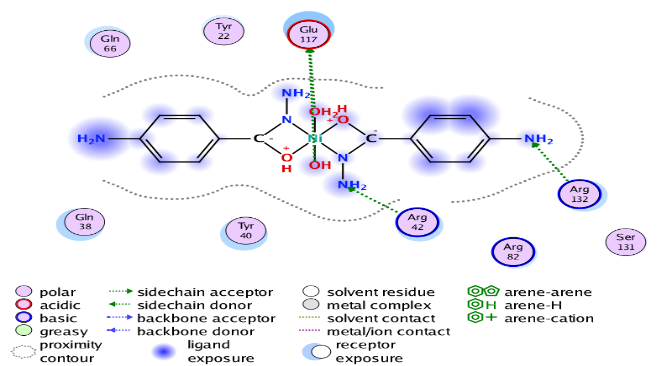 Gln
66
Tyr
22
Glu
117
NH2
OH2
H
N
OH
+
H2N
C
-
Ni
C
-
NH2
+
OH
H
OH
N
NH2
Arg
132
Gln
38
Tyr
40
Arg
42
Arg
82
Ser
131
polar
acidic
basic
greasy
proximity
contour
sidechain acceptor
sidechain donor
backbone acceptor
backbone donor
ligand
exposure
solvent residue
metal complex
solvent contact
metal/ion contact
receptor
exposure
arene-arene
H arene-H
+ arene-cation